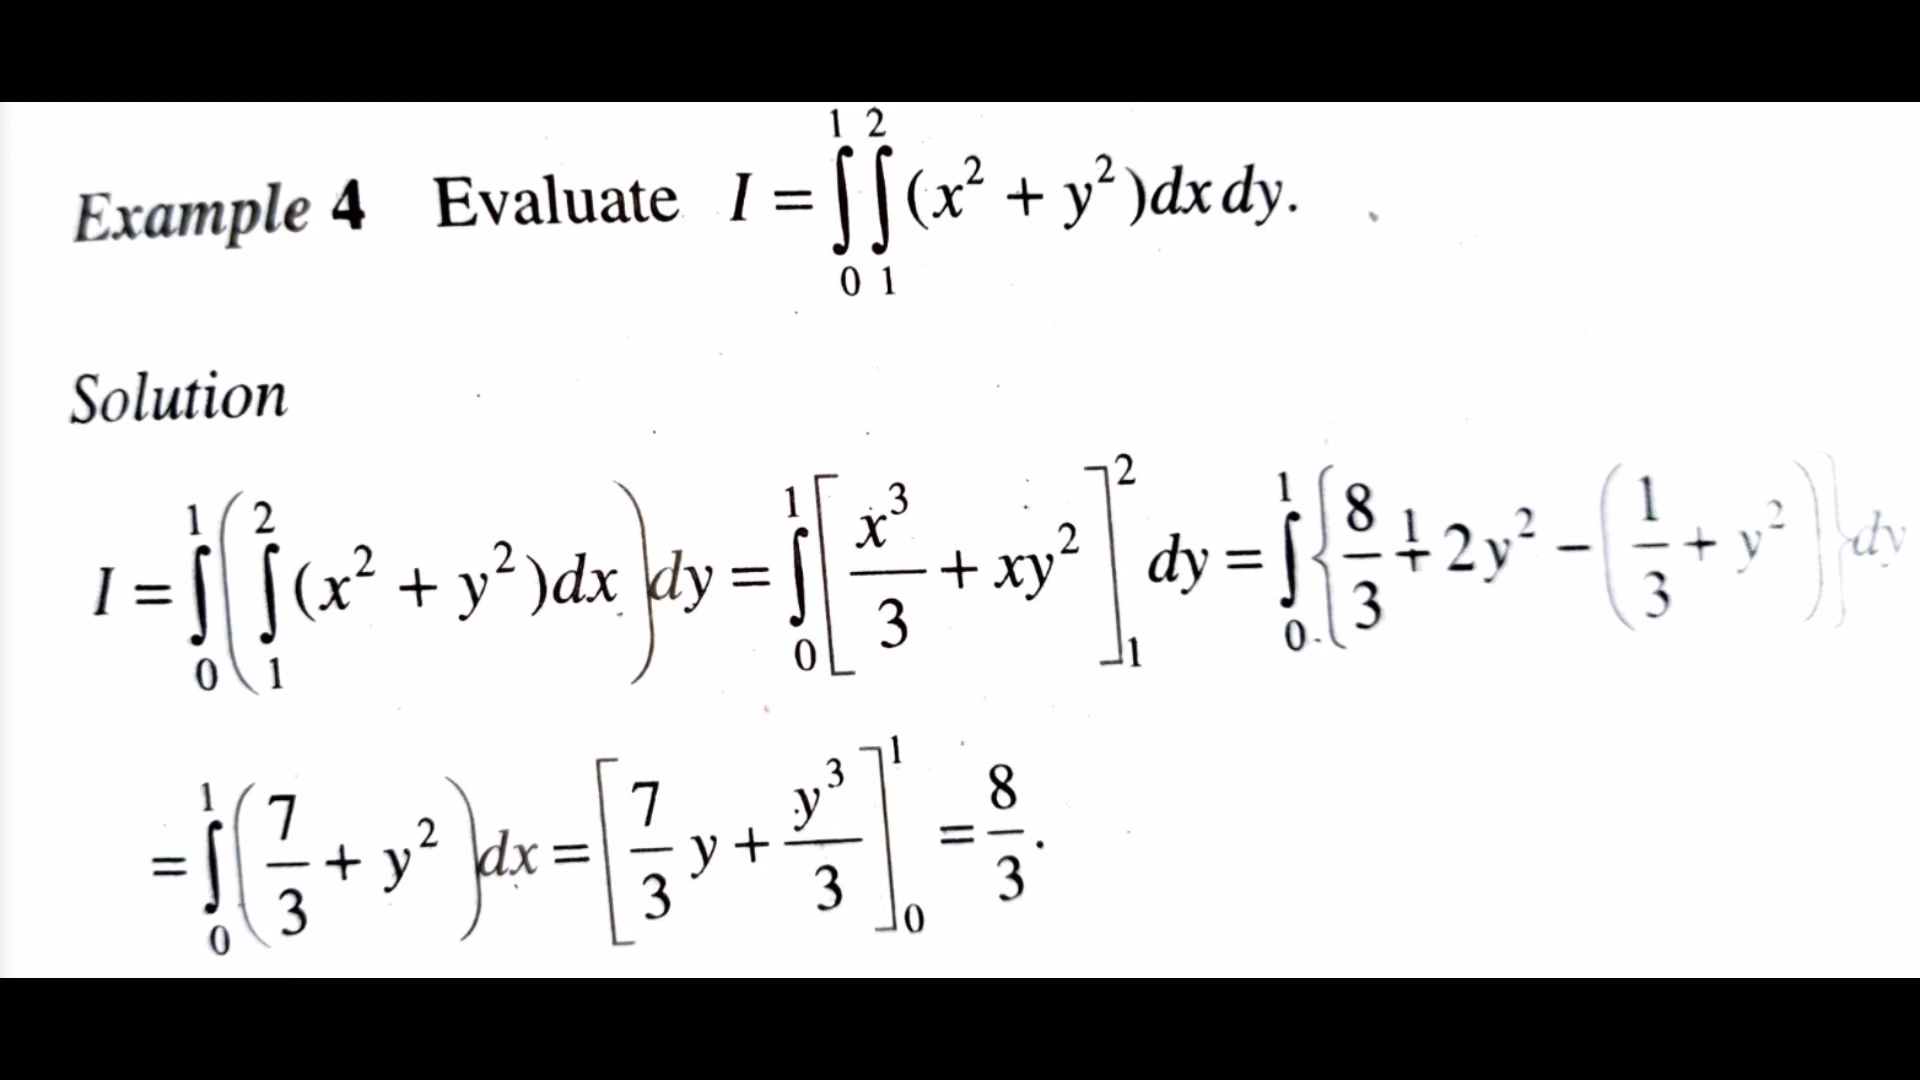 Example 4 Evaluate I = ∫₀¹ ∫₁² (x² + y²)dx dy.
Solution
I = ∫₀¹ ( ∫₁² (x² + y²)dx ) dy = ∫₀¹ [ x³/3 + xy² ]₁² dy = ∫₀¹ { 8/3 + 2y² − ( 1/3 + y² ) } dy
= ∫₀¹ ( 7/3 + y² ) dx = [ 7/3 y + y³/3 ]₀¹ = 8/3.